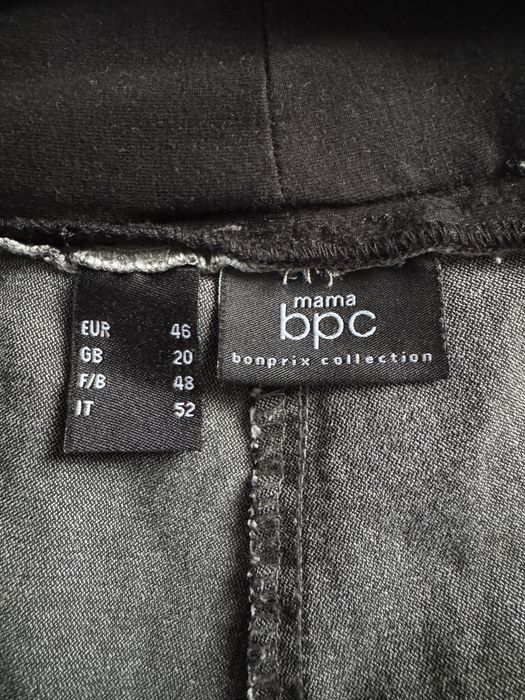 EUR 46
GB 20
F/B 48
IT 52
mama
bpc
bonprix collection